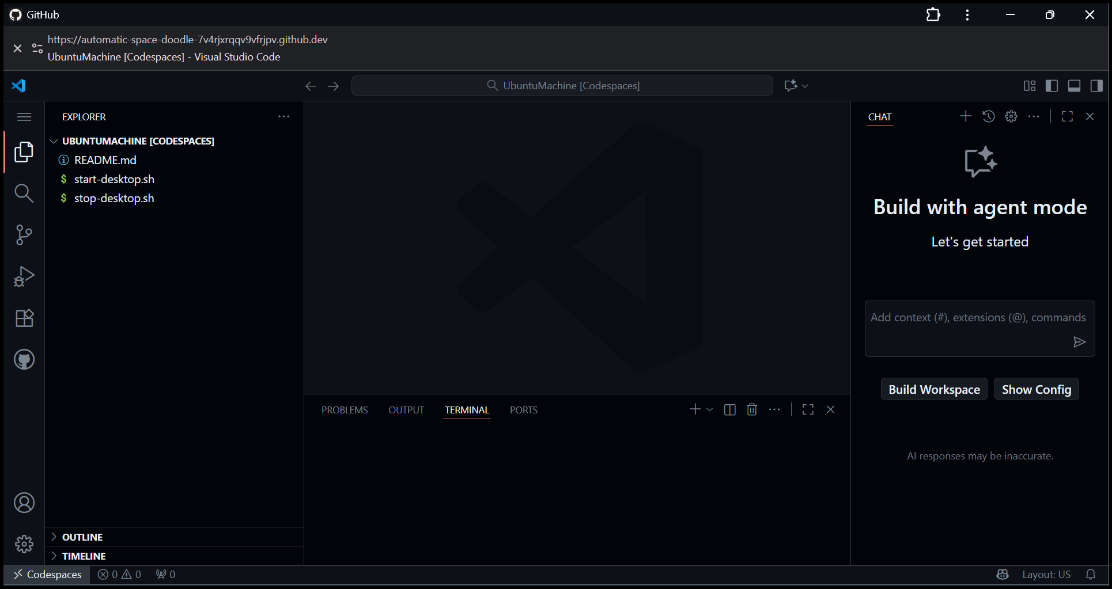 GitHub
https://automatic-space-doodle-7v4rjxrqqv9vfrjpv.github.dev
UbuntuMachine [Codespaces] - Visual Studio Code
UbuntuMachine [Codespaces]
EXPLORER
UBUNTUMACHINE [CODESPACES]
README.md
$ start-desktop.sh
$ stop-desktop.sh
OUTLINE
TIMELINE
PROBLEMS OUTPUT TERMINAL PORTS
CHAT
Build with agent mode
Let's get started
Add context (#), extensions (@), commands
Build Workspace Show Config
AI responses may be inaccurate.
Codespaces 0 0 0 Layout: US